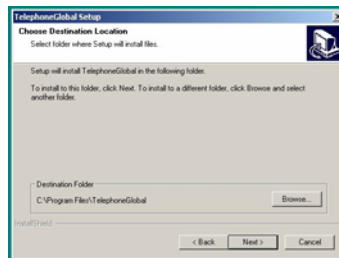 TelephoneGlobal Setup
Choose Destination Location
Select folder where Setup will install files.
Setup will install TelephoneGlobal in the following folder.
To install to this folder, click Next. To install to a different folder, click Browse and select
another folder.
Destination Folder
C:\Program Files\TelephoneGlobal
Browse...
InstallShield
< Back
Next >
Cancel